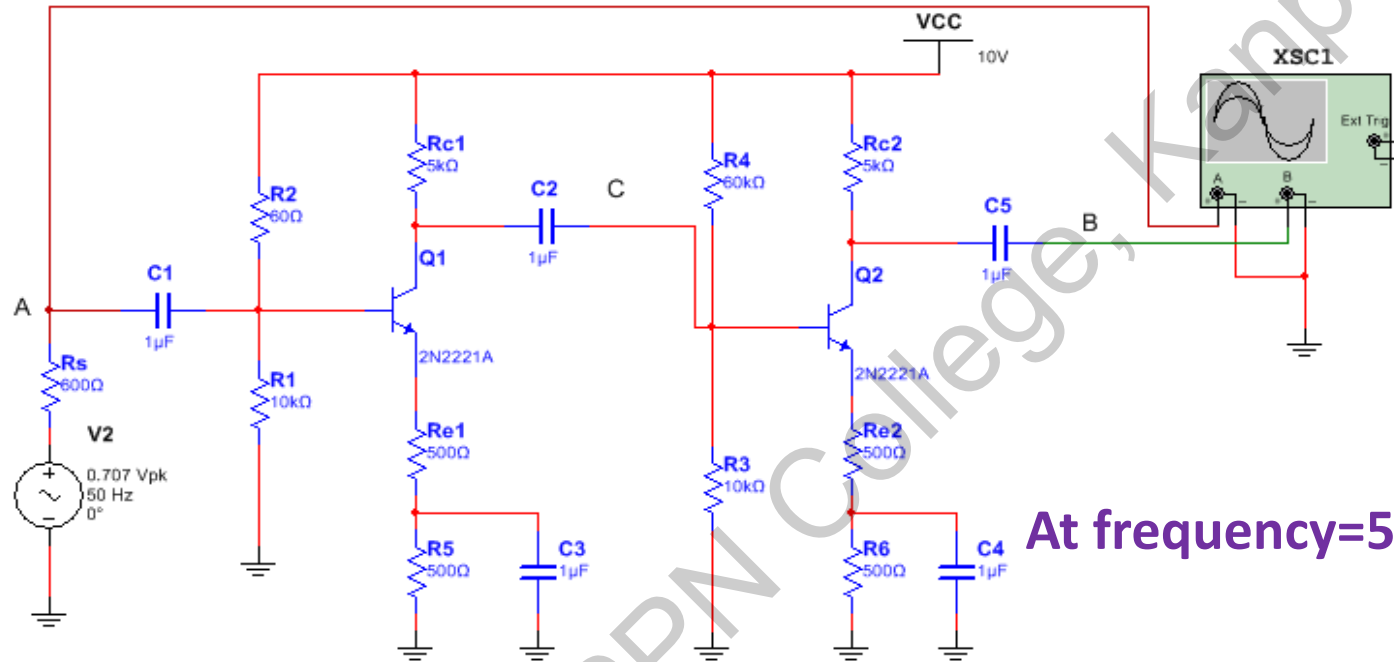 VCC
10V
XSC1
Ext Trig
A
B
Rc1
5kΩ
R4
60kΩ
Rc2
5kΩ
R2
60Ω
C2
1µF
C
C5
1µF
B
Q1
Q2
C1
1µF
A
2N2221A
2N2221A
Rs
600Ω
R1
10kΩ
V2
0.707 Vpk
50 Hz
0°
Re1
500Ω
Re2
500Ω
R3
10kΩ
R5
500Ω
C3
1µF
R6
500Ω
C4
1µF
At frequency=5
College,